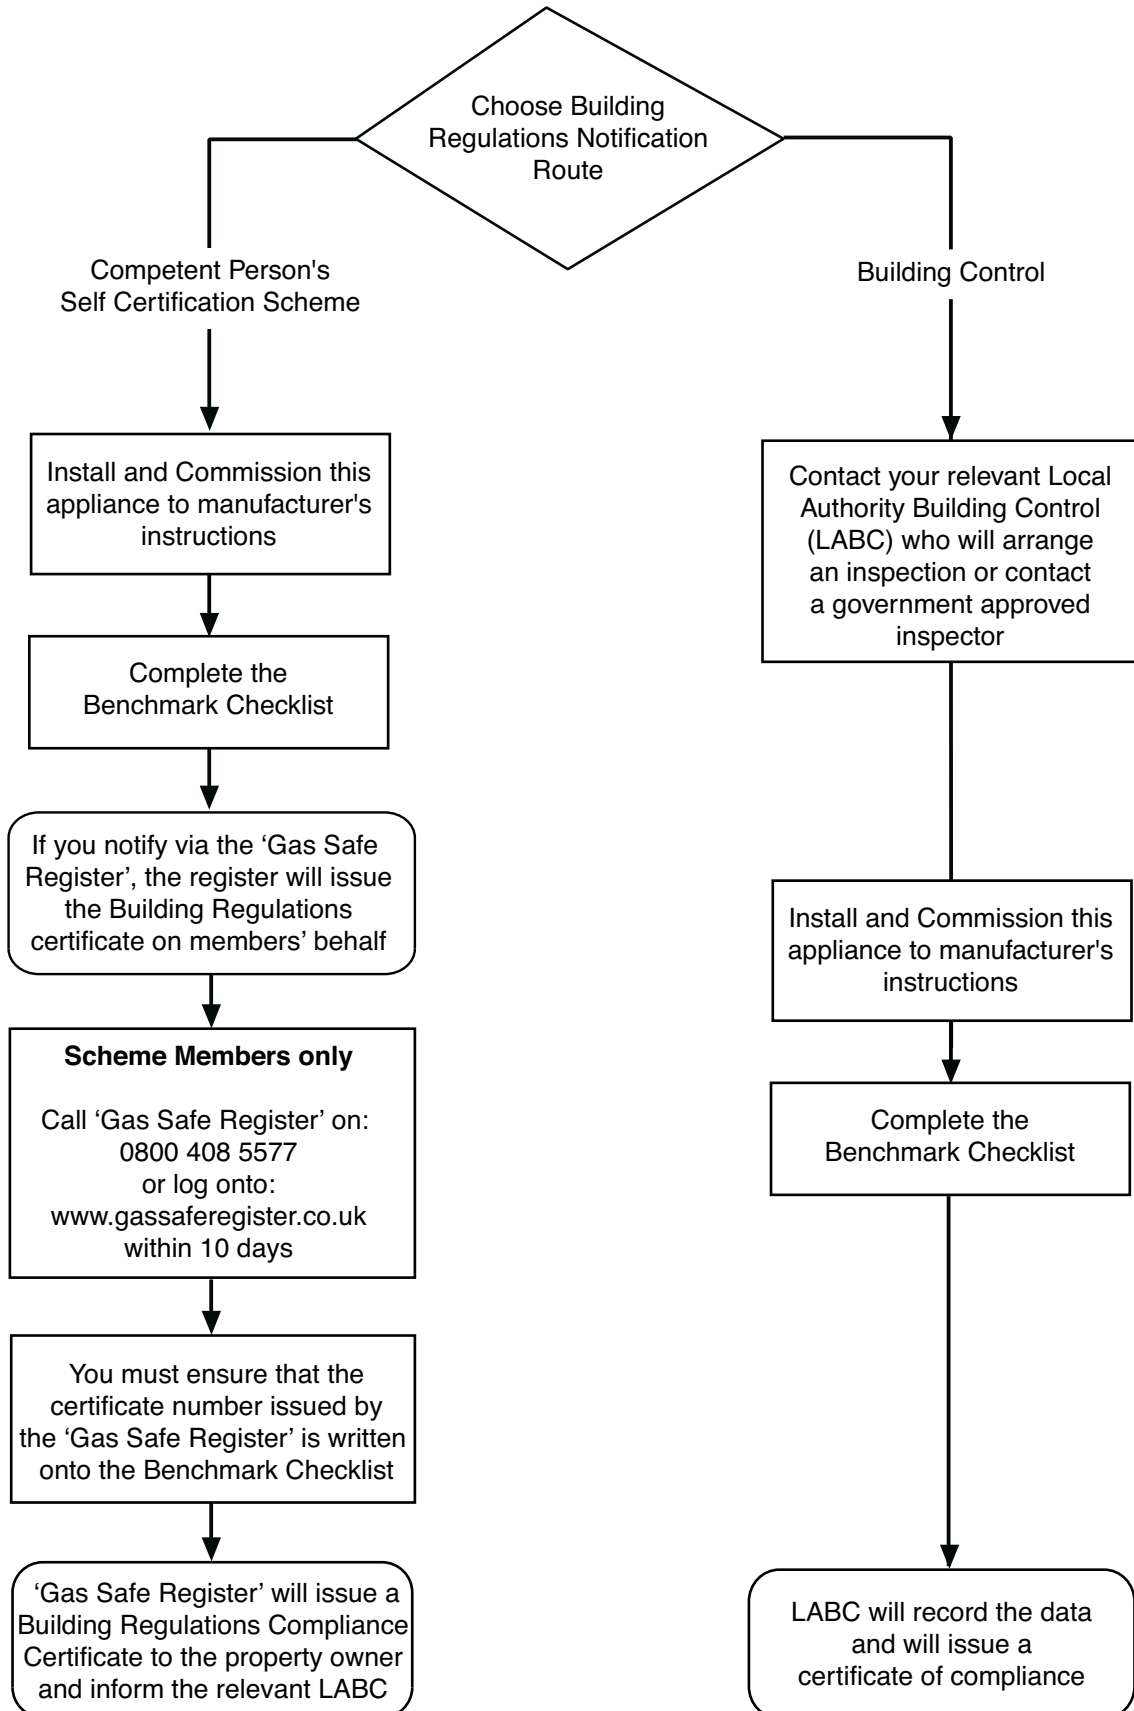 Choose Building
Regulations Notification
Route
Competent Person's
Self Certification Scheme
Building Control
Install and Commission this
appliance to manufacturer's
instructions
Contact your relevant Local
Authority Building Control
(LABC) who will arrange
an inspection or contact
a government approved
inspector
Complete the
Benchmark Checklist
If you notify via the ‘Gas Safe
Register’, the register will issue
the Building Regulations
certificate on members’ behalf
Install and Commission this
appliance to manufacturer's
instructions
Scheme Members only
Call ‘Gas Safe Register’ on:
0800 408 5577
or log onto:
www.gassaferegister.co.uk
within 10 days
Complete the
Benchmark Checklist
You must ensure that the
certificate number issued by
the ‘Gas Safe Register’ is written
onto the Benchmark Checklist
‘Gas Safe Register’ will issue a
Building Regulations Compliance
Certificate to the property owner
and inform the relevant LABC
LABC will record the data
and will issue a
certificate of compliance